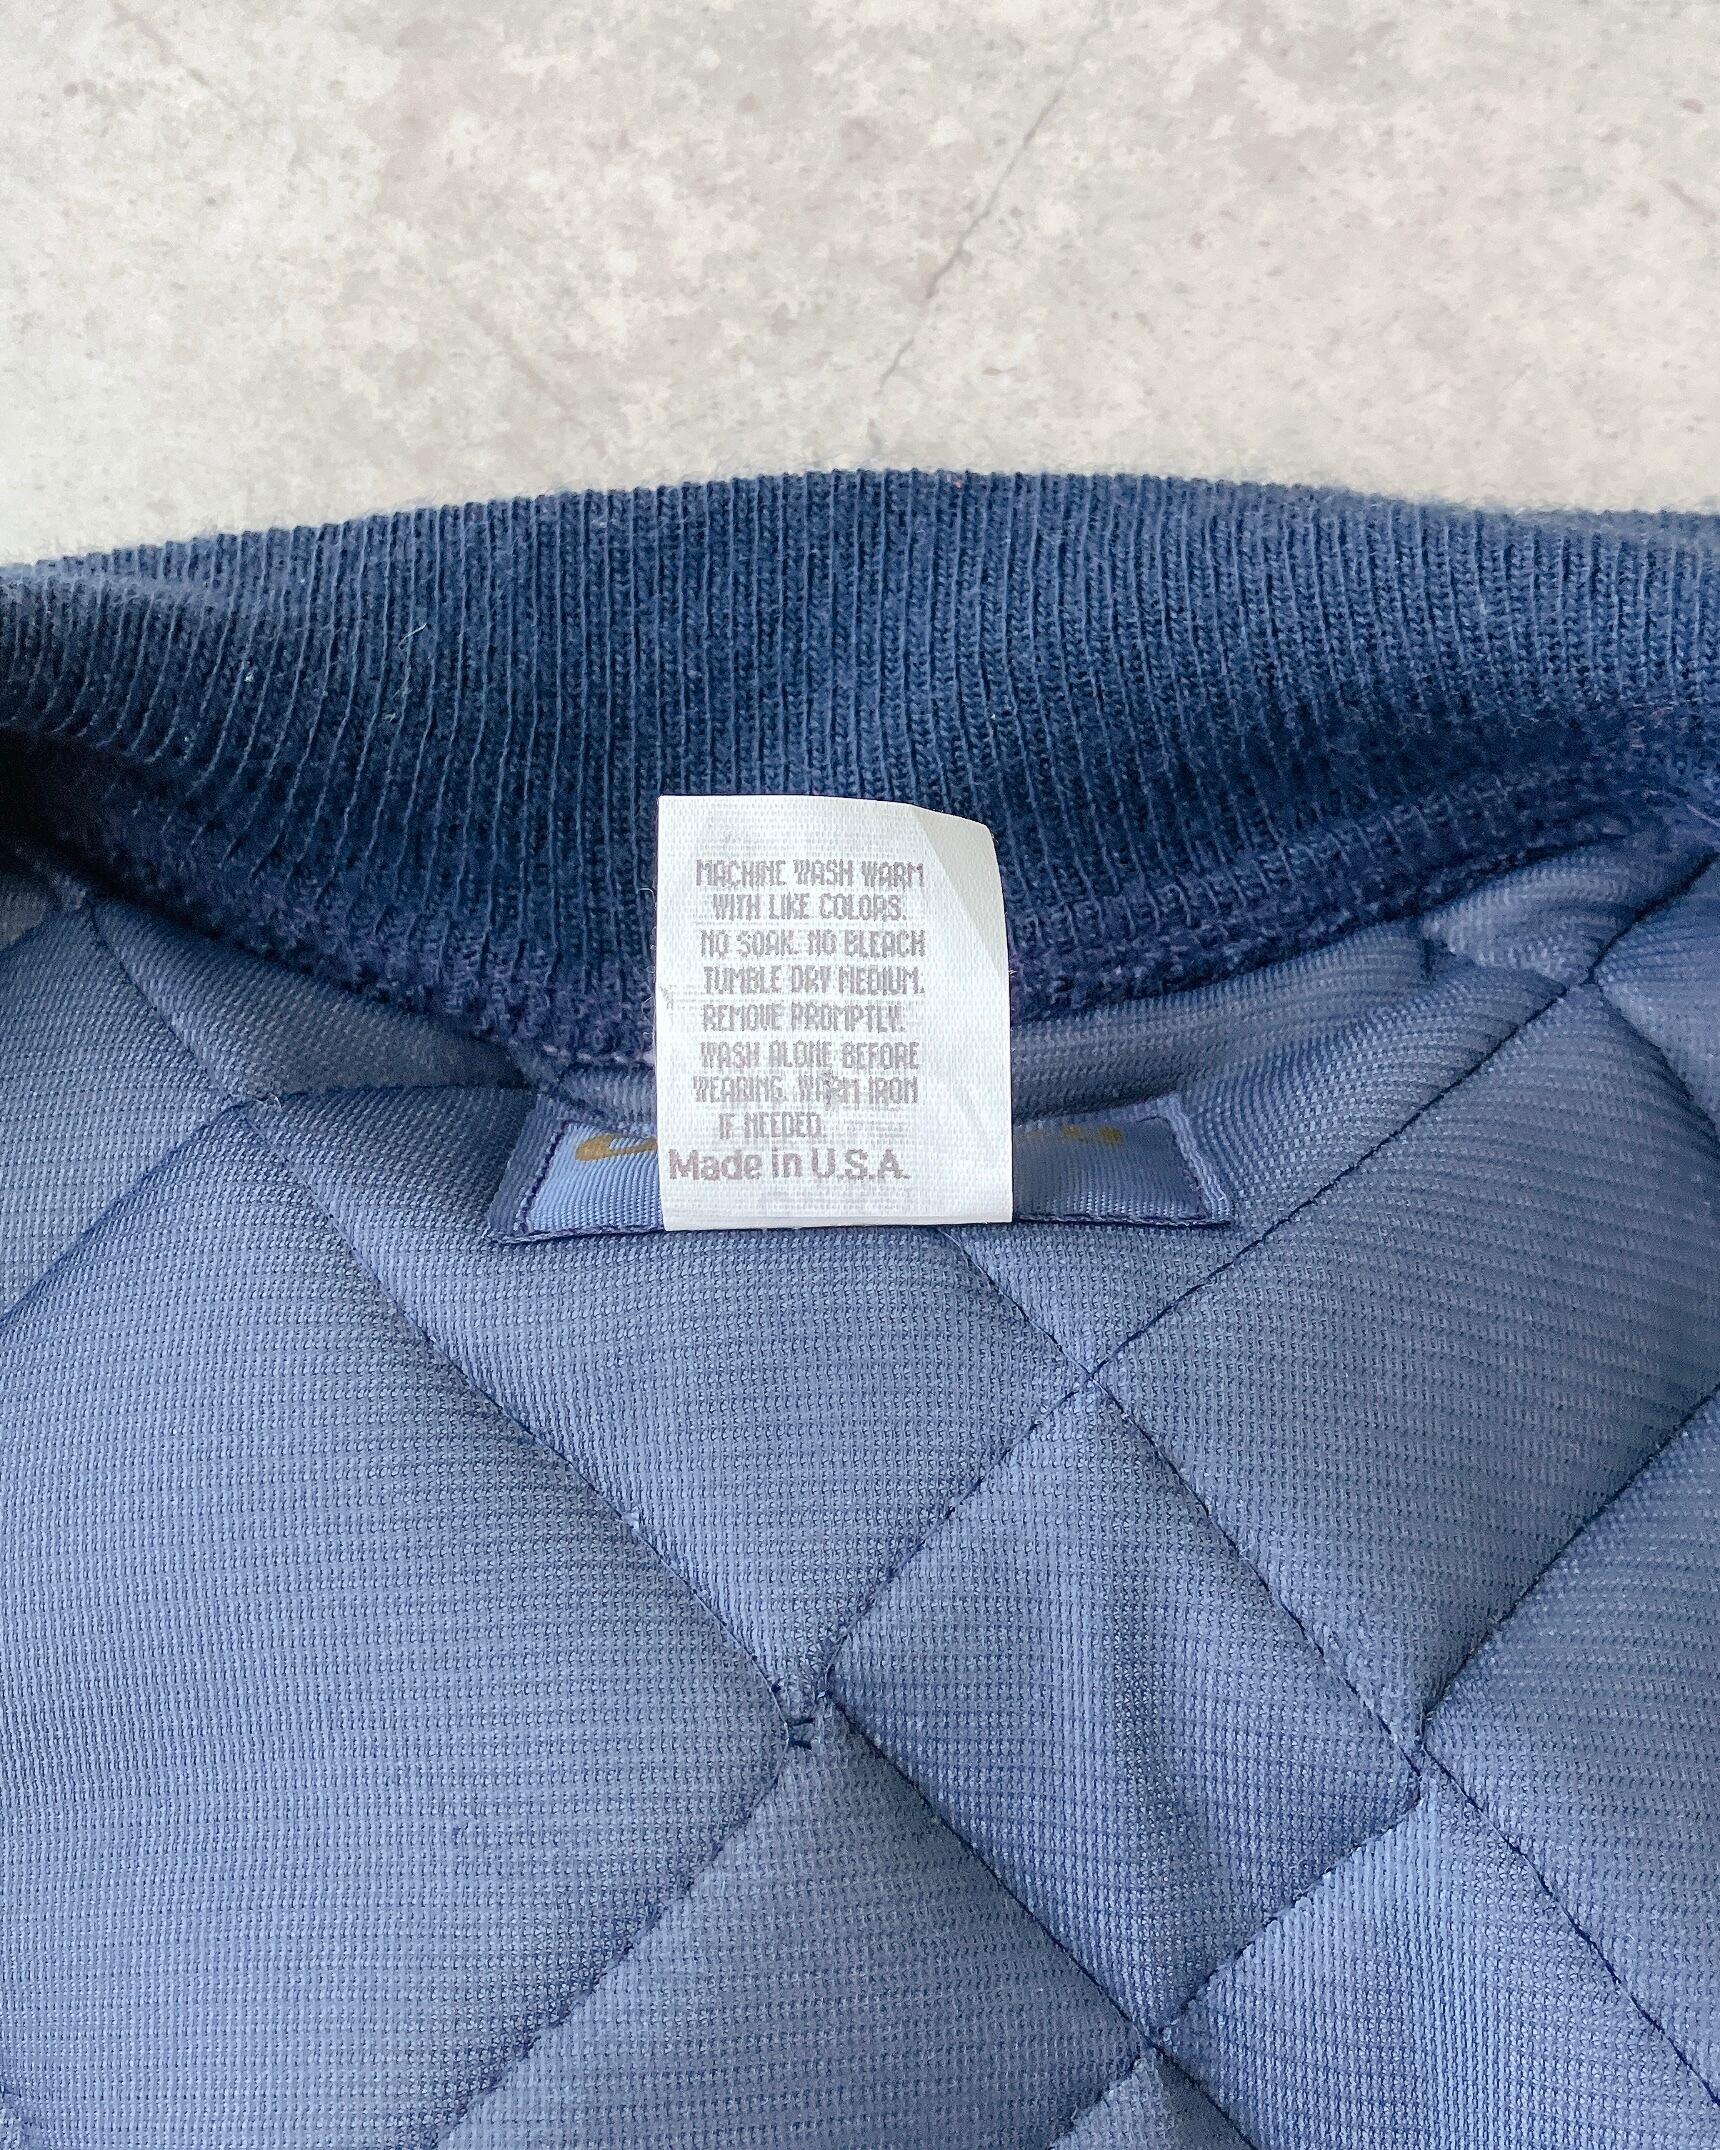 MACHINE WASH WARM
WITH LIKE COLORS.
NO SOAK. NO BLEACH
TUMBLE DRY MEDIUM.
REMOVE PROMPTLY.
WASH ALONE BEFORE
WEARING. WARM IRON
IF NEEDED.
Made in U.S.A.